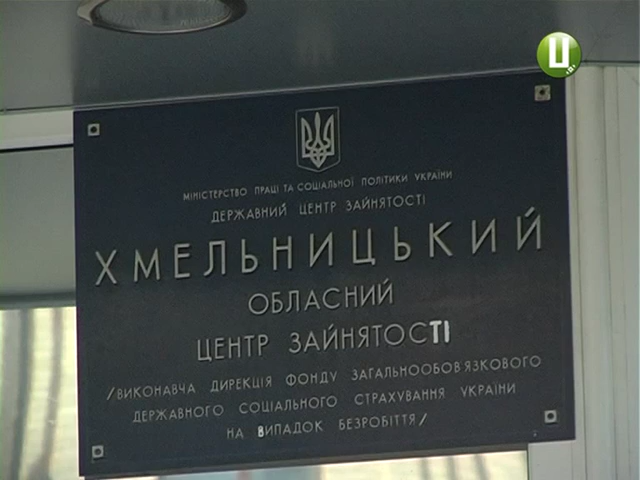 Ц
МІНІСТЕРСТВО ПРАЦІ ТА СОЦІАЛЬНОЇ ПОЛІТИКИ УКРАЇНИ
ДЕРЖАВНИЙ ЦЕНТР ЗАЙНЯТОСТІ
ХМЕЛЬНИЦЬКИЙ
ОБЛАСНИЙ
ЦЕНТР ЗАЙНЯТОСТІ
/ВИКОНАВЧА ДИРЕКЦІЯ ФОНДУ ЗАГАЛЬНООБОВ'ЯЗКОВОГО
ДЕРЖАВНОГО СОЦІАЛЬНОГО СТРАХУВАННЯ УКРАЇНИ
НА ВИПАДОК БЕЗРОБІТТЯ/